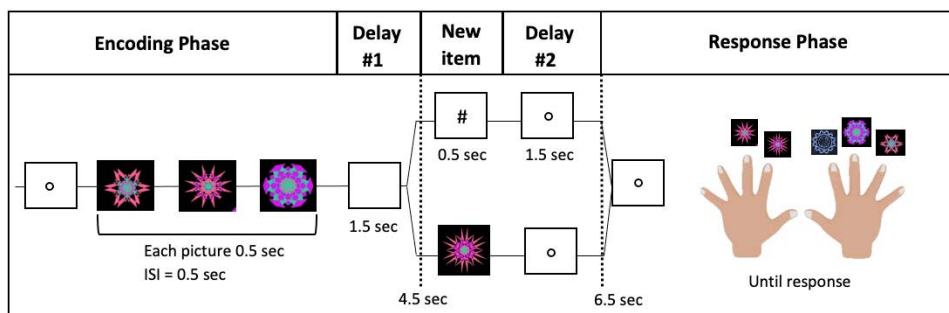 Encoding Phase
Delay
#1
New
item
Delay
#2
Response Phase
#
0.5 sec
1.5 sec
1.5 sec
Each picture 0.5 sec
ISI = 0.5 sec
4.5 sec
6.5 sec
Until response